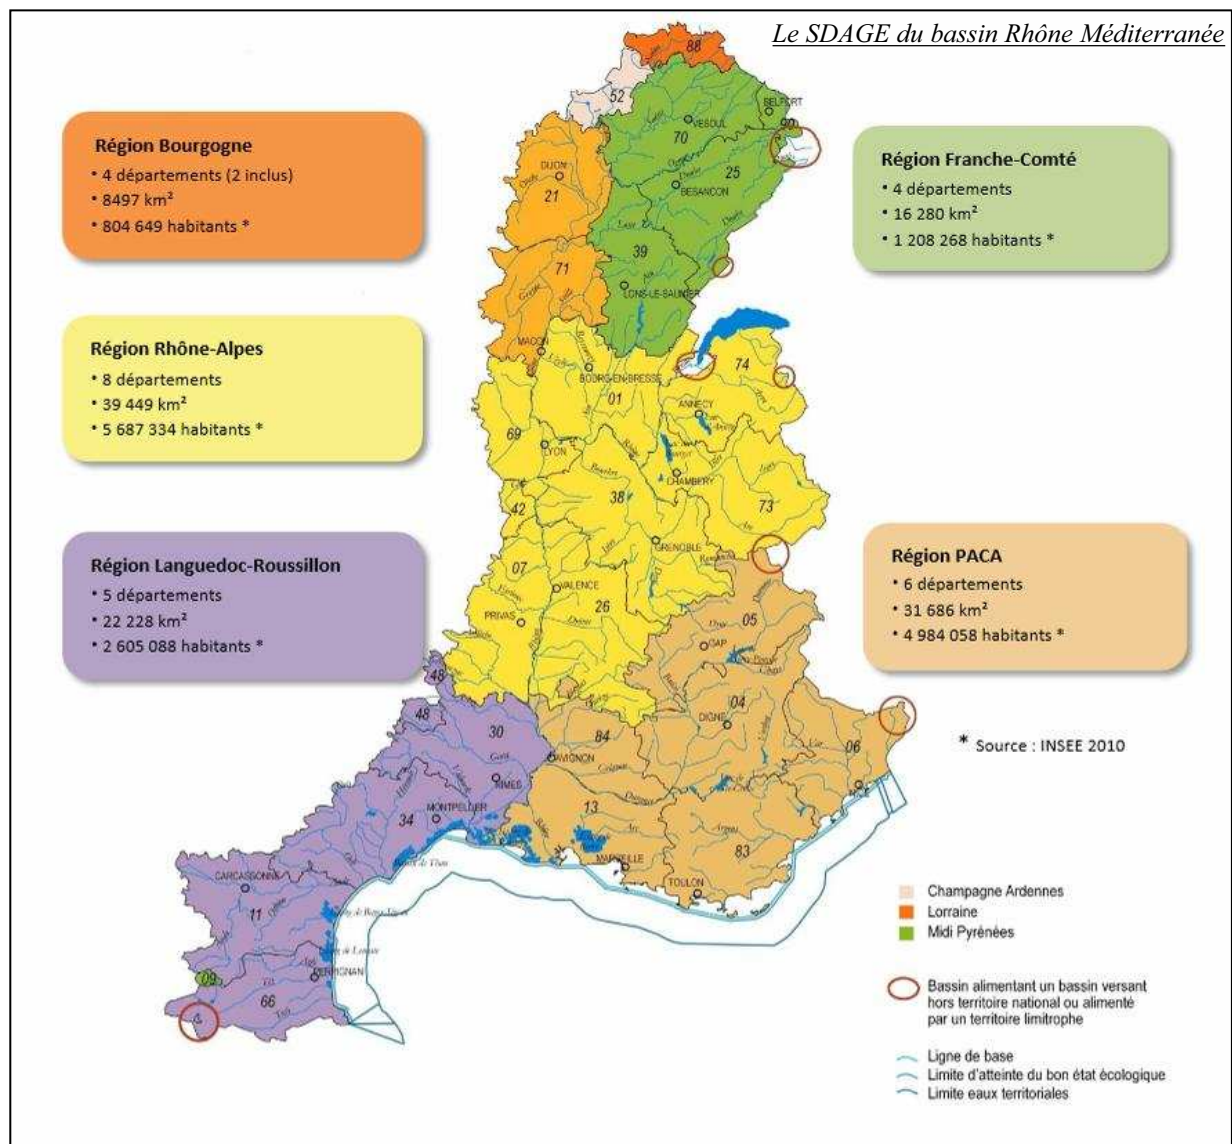 Le SDAGE du bassin Rhône Méditerranée
Région Bourgogne
• 4 départements (2 inclus)
• 8497 km²
• 804 649 habitants *
Région Franche-Comté
• 4 départements
• 16 280 km²
• 1 208 268 habitants *
Région Rhône-Alpes
• 8 départements
• 39 449 km²
• 5 687 334 habitants *
Région Languedoc-Roussillon
• 5 départements
• 22 228 km²
• 2 605 088 habitants *
Région PACA
• 6 départements
• 31 686 km²
• 4 984 058 habitants *
* Source : INSEE 2010
88
52
BELFORT
VESOUL
70
DIJON
25
BESANCON
21
39
71
LONS-LE-SAUNIER
MACON
74
BOURG-EN-BRESSE
01
ANNECY
69
LYON
CHAMBERY
38
73
42
GRENOBLE
07
VALENCE
26
PRIVAS
05
GAP
48
48
04
30
84
DIGNE
06
AVIGNON
NIMES
13
MONTPELLIER
34
83
MARSEILLE
CARCASSONNE
TOULON
11
09
PERPIGNAN
66
Champagne Ardennes
Lorraine
Midi Pyrénées
Bassin alimentant un bassin versant
hors territoire national ou alimenté
par un territoire limitrophe
Ligne de base
Limite d'atteinte du bon état écologique
Limite eaux territoriales